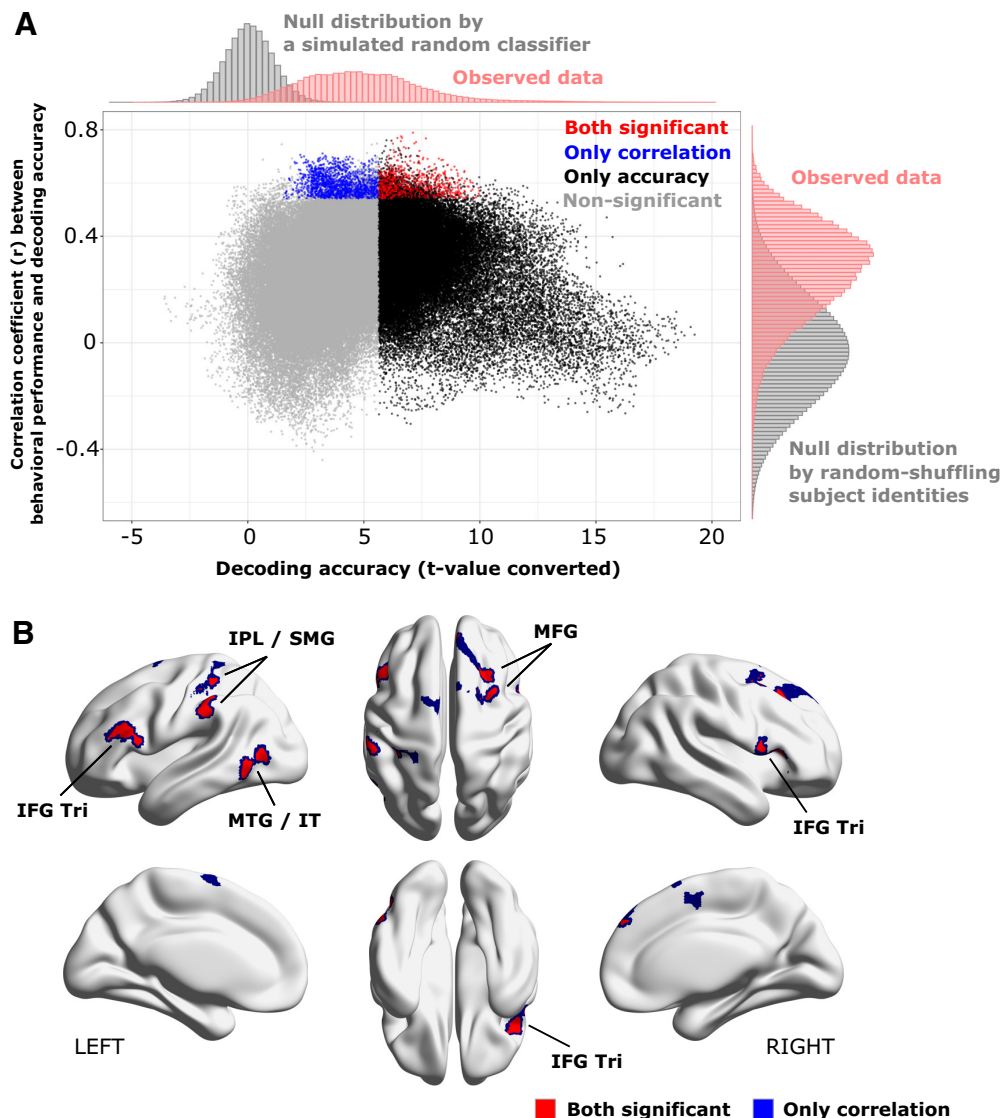 A
Null distribution by
a simulated random classifier
Observed data
Both significant
Only correlation
Only accuracy
Non-significant
Observed data
Null distribution
by random-shuffling
subject identities
Correlation coefficient (r) between
behavioral performance and decoding accuracy
0.8
0.4
0
-0.4
-5 0 5 10 15 20
Decoding accuracy (t-value converted)
B
IPL / SMG
MFG
IFG Tri
MTG / IT
IFG Tri
IFG Tri
LEFT
RIGHT
Both significant
Only correlation